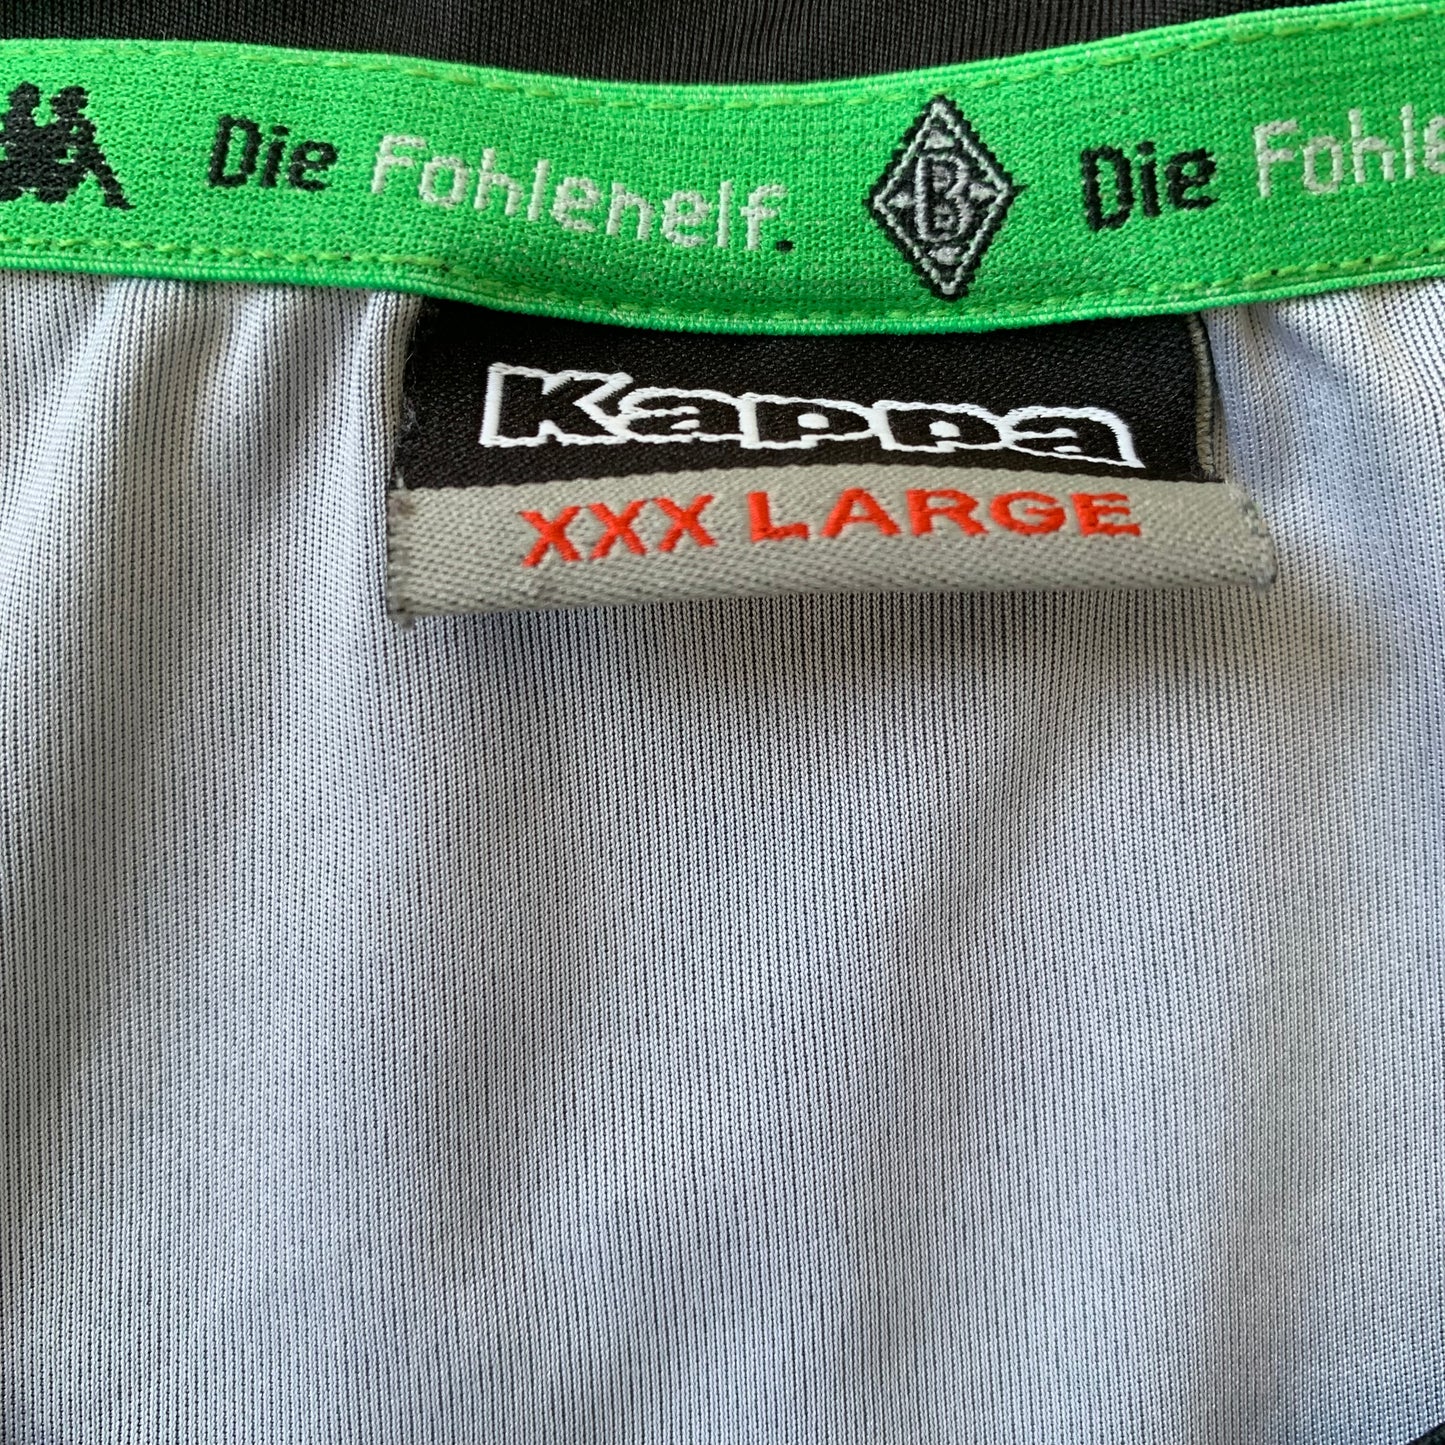 Die Fohlenelf. B Die Fohle
Kappa
XXX LARGE